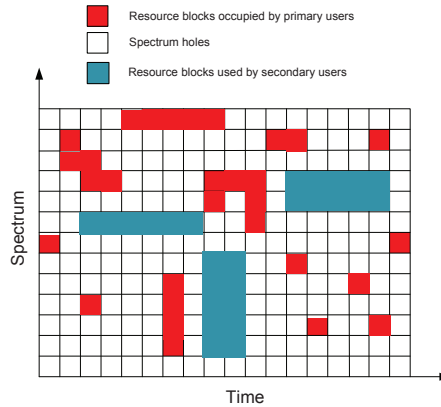 Resource blocks occupied by primary users
Spectrum holes
Resource blocks used by secondary users
Spectrum
Time